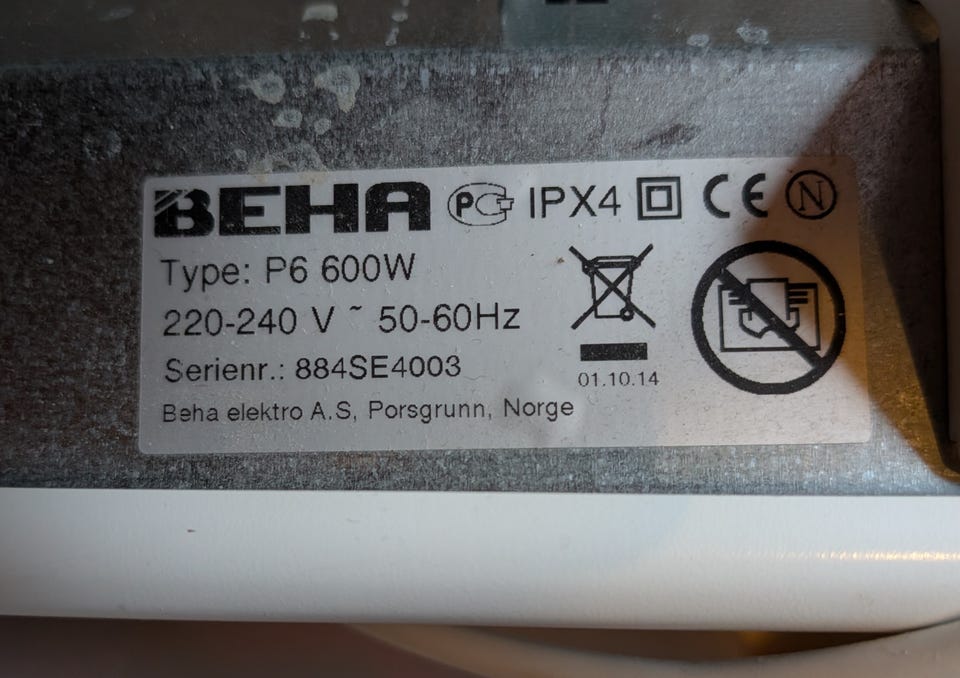 BEHA PG IPX4 CE N
Type: P6 600W
220-240 V ~ 50-60Hz
Serienr.: 884SE4003
01.10.14
Beha elektro A.S, Porsgrunn, Norge